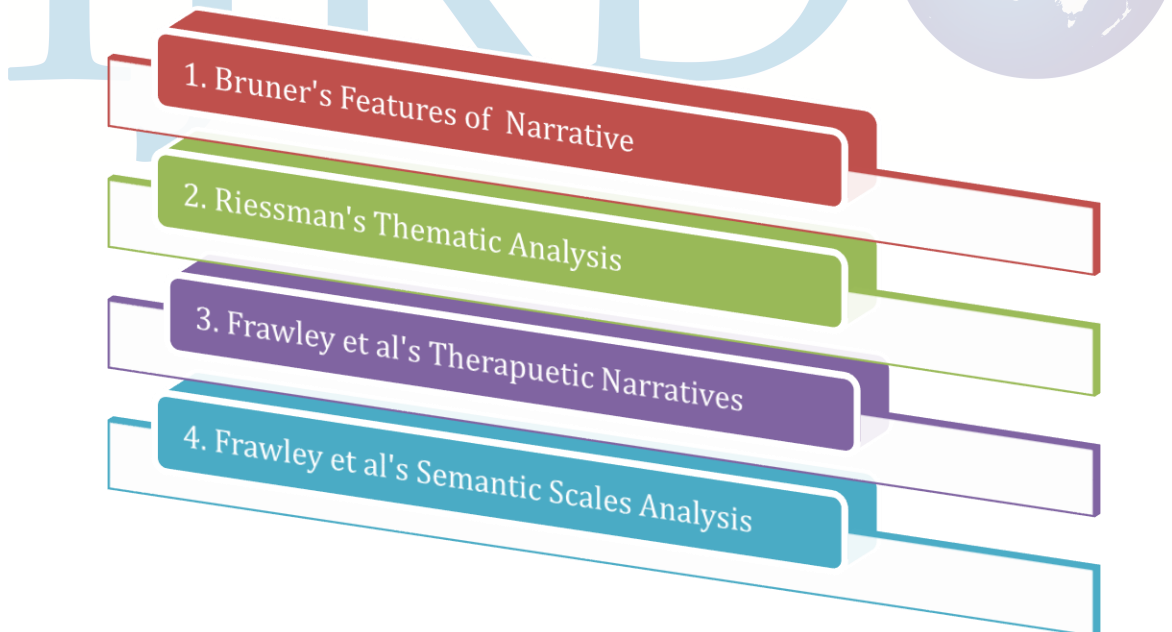 1. Bruner's Features of Narrative
2. Riessman's Thematic Analysis
3. Frawley et al's Therapuetic Narratives
4. Frawley et al's Semantic Scales Analysis